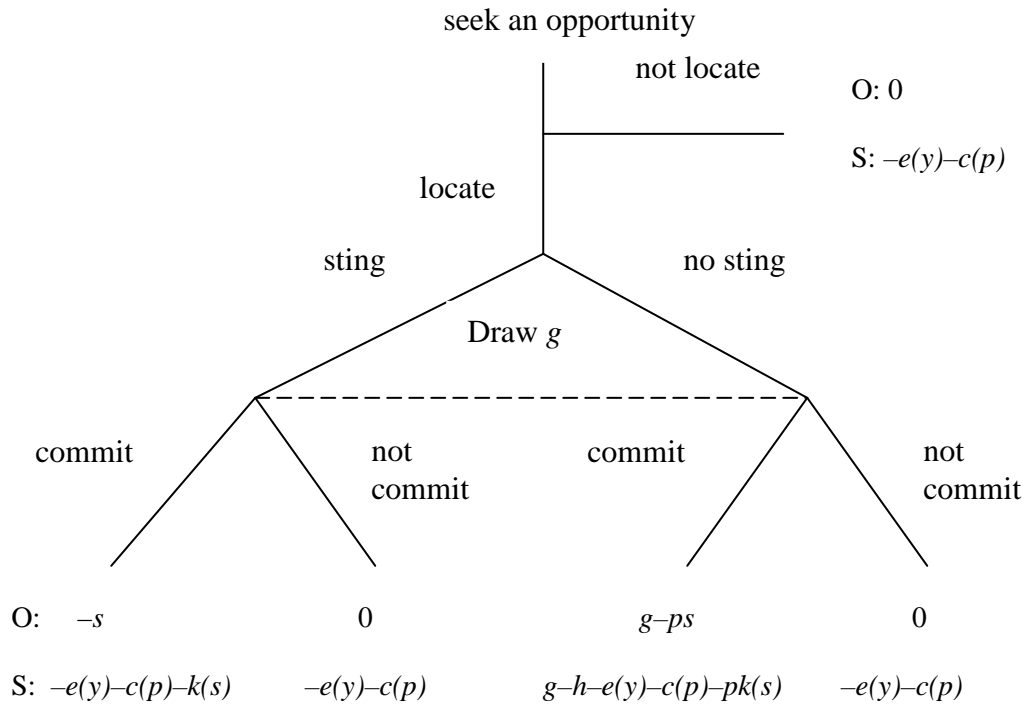 seek an opportunity
not locate
O: 0
S: –e(y)–c(p)
locate
sting
no sting
Draw g
commit
not
commit
commit
not
commit
O: –s 0 g–ps 0
S: –e(y)–c(p)–k(s) –e(y)–c(p) g–h–e(y)–c(p)–pk(s) –e(y)–c(p)